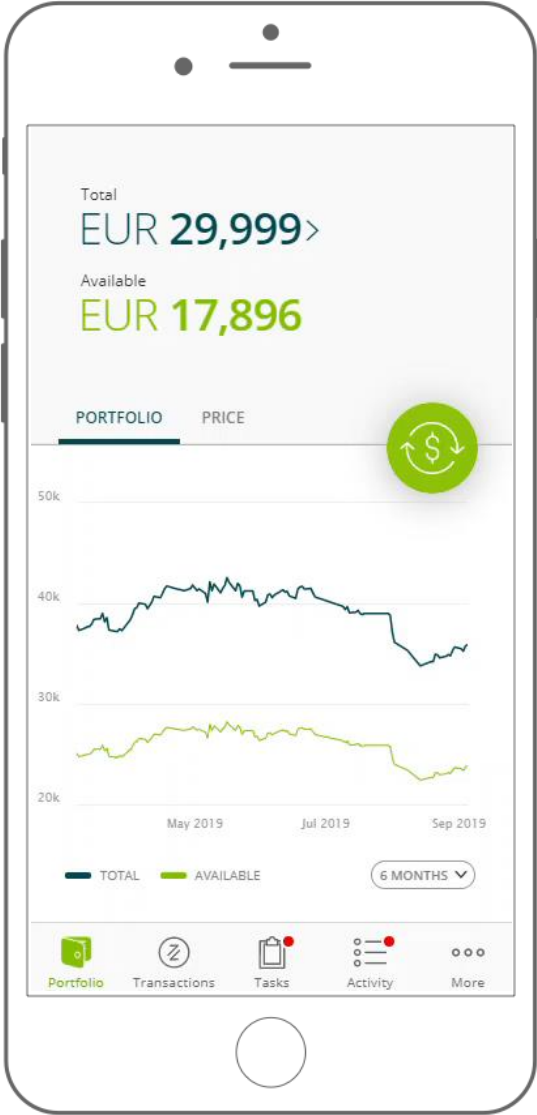 Total
EUR 29,999>
Available
EUR 17,896
PORTFOLIO PRICE
$
50k
40k
30k
20k
May 2019 Jul 2019 Sep 2019
TOTAL AVAILABLE 6 MONTHS
Portfolio Transactions Tasks Activity More